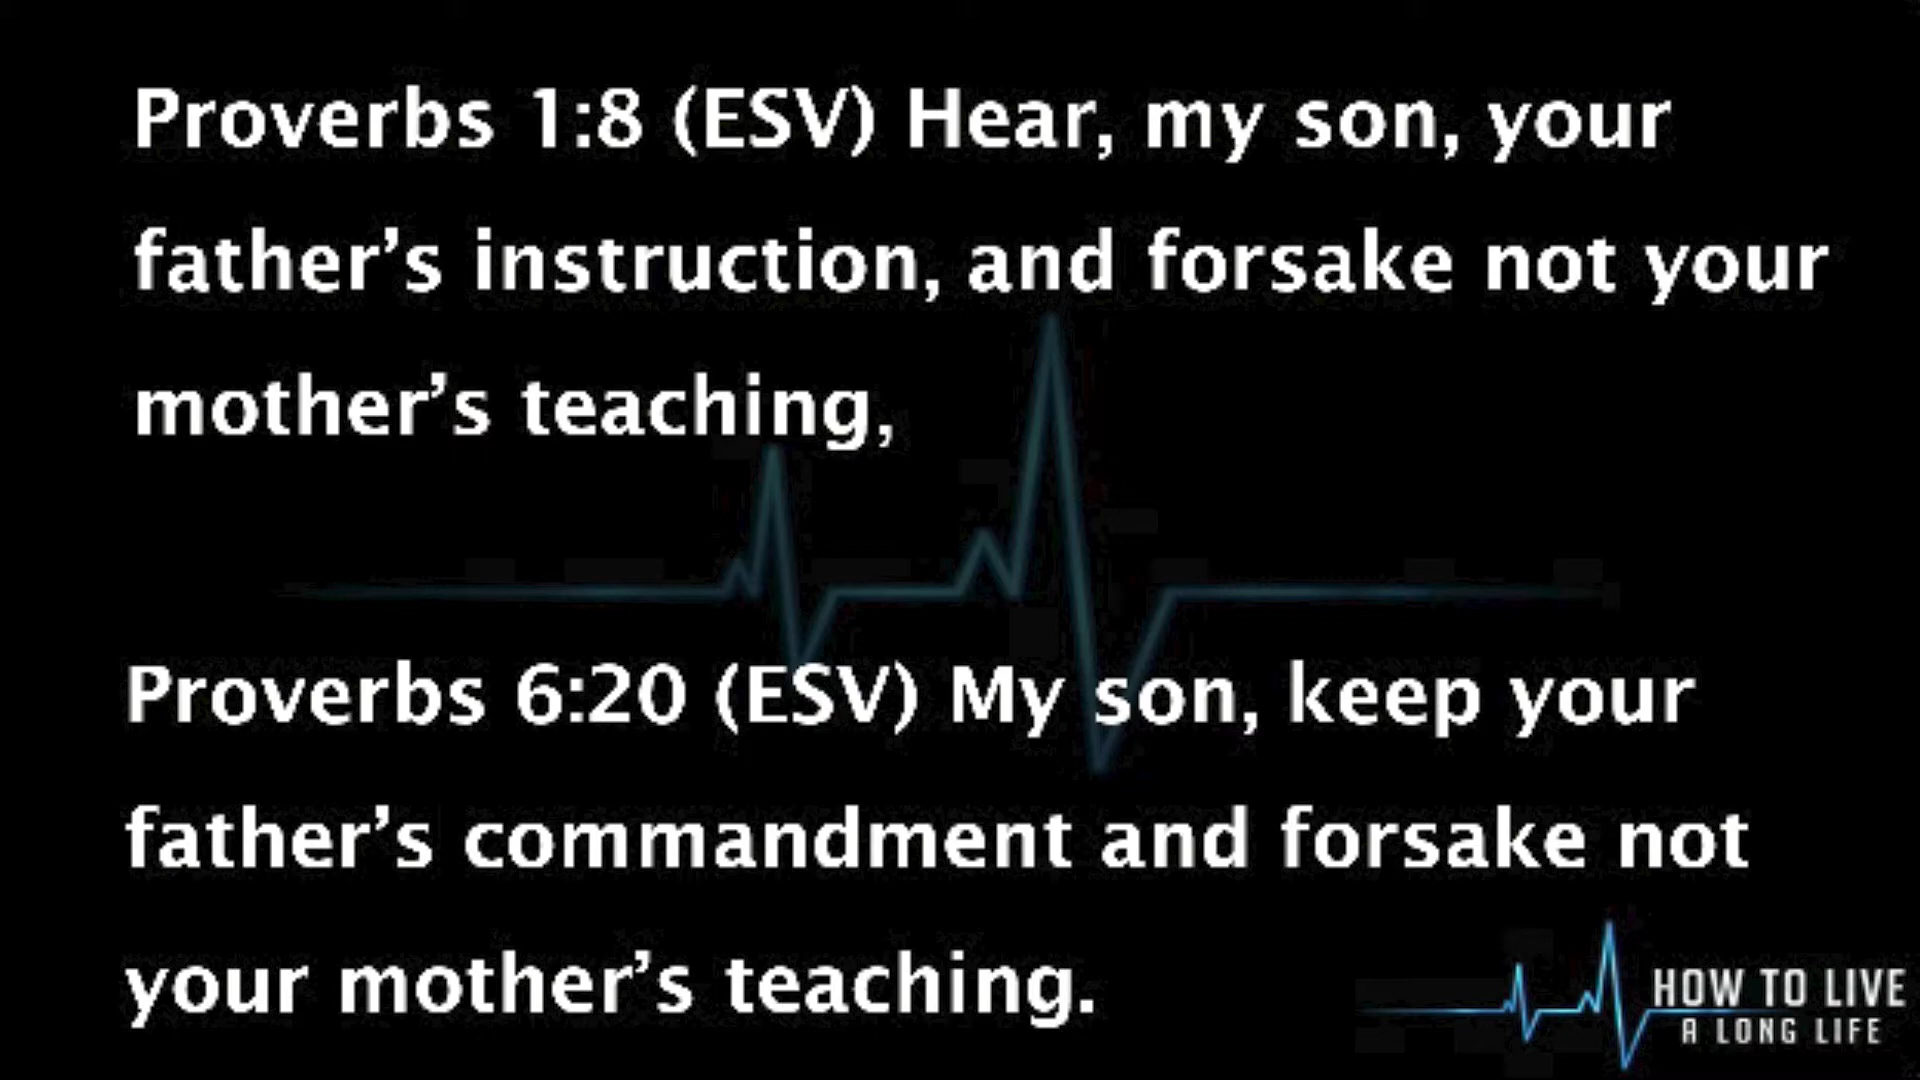 Proverbs 1:8 (ESV) Hear, my son, your
father’s instruction, and forsake not your
mother’s teaching,
Proverbs 6:20 (ESV) My son, keep your
father’s commandment and forsake not
your mother’s teaching.
HOW TO LIVE
A LONG LIFE